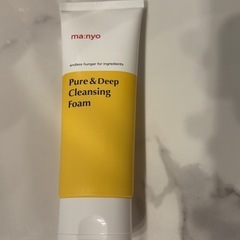 ma:nyo
endless hunger for ingredients
Pure & Deep
Cleansing
Foam